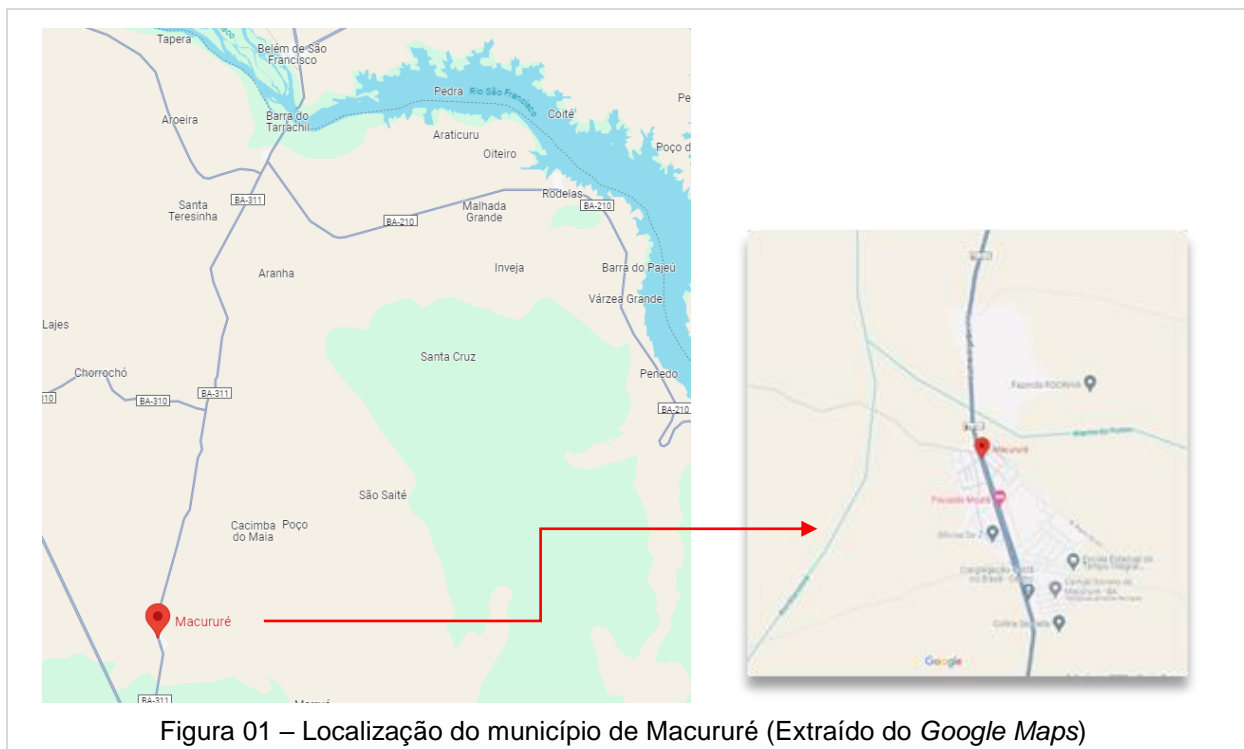 Tapera
Belém de São
Francisco
Pedra
Rio São Francisco
Coité
Pe
Aroeira
Barra do
Tarrachil
Araticuru
Oiteiro
Poço d
Santa
Teresinha
BA-311
Rodelas
BA-210
Malhada
Grande
BA-210
Aranha
Inveja
Barra do Pajeú
Várzea Grande
Lajes
Santa Cruz
Chorrochó
Penedo
10
BA-310
BA-311
BA-210
São Saité
Cacimba
do Maia
Poço
Macururé
BA-311
Macururé
Google
Figura 01 – Localização do município de Macururé (Extraído do Google Maps)